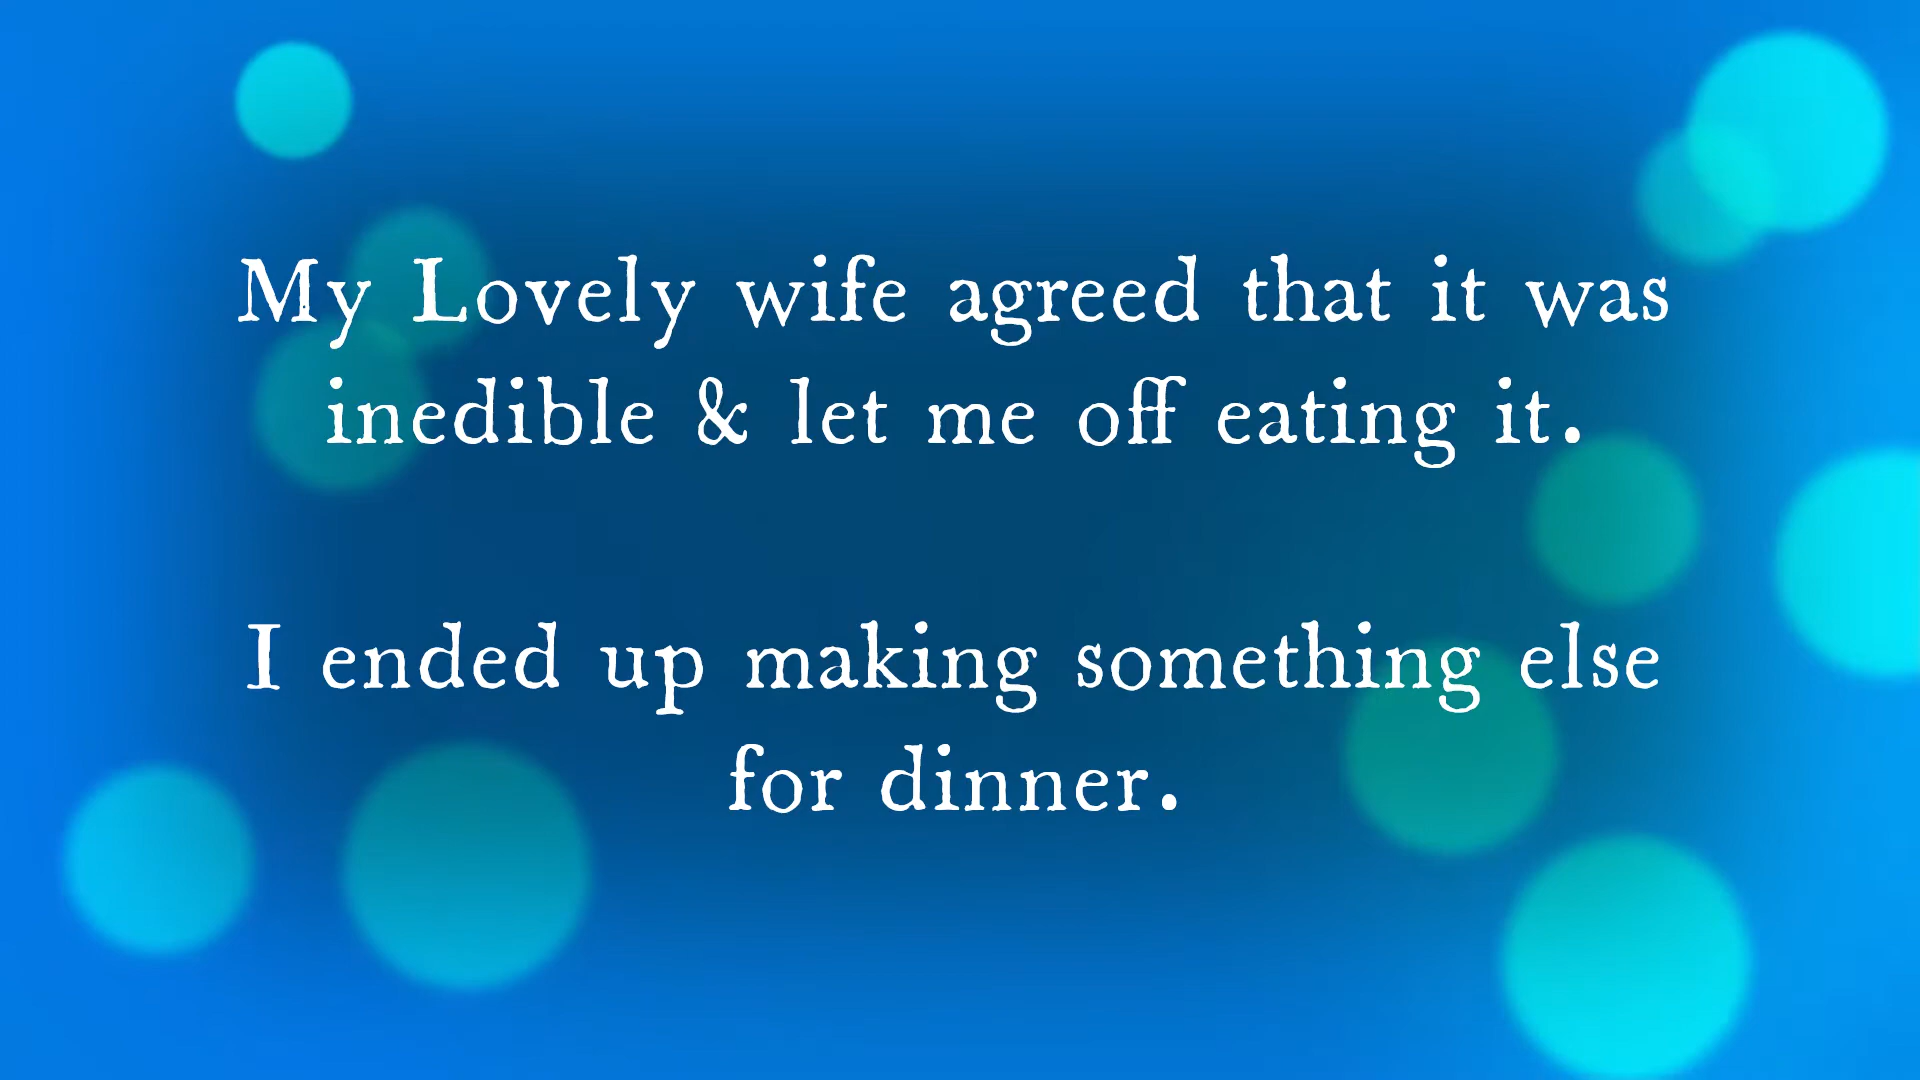 My Lovely wife agreed that it was
inedible & let me off eating it.
I ended up making something else
for dinner.